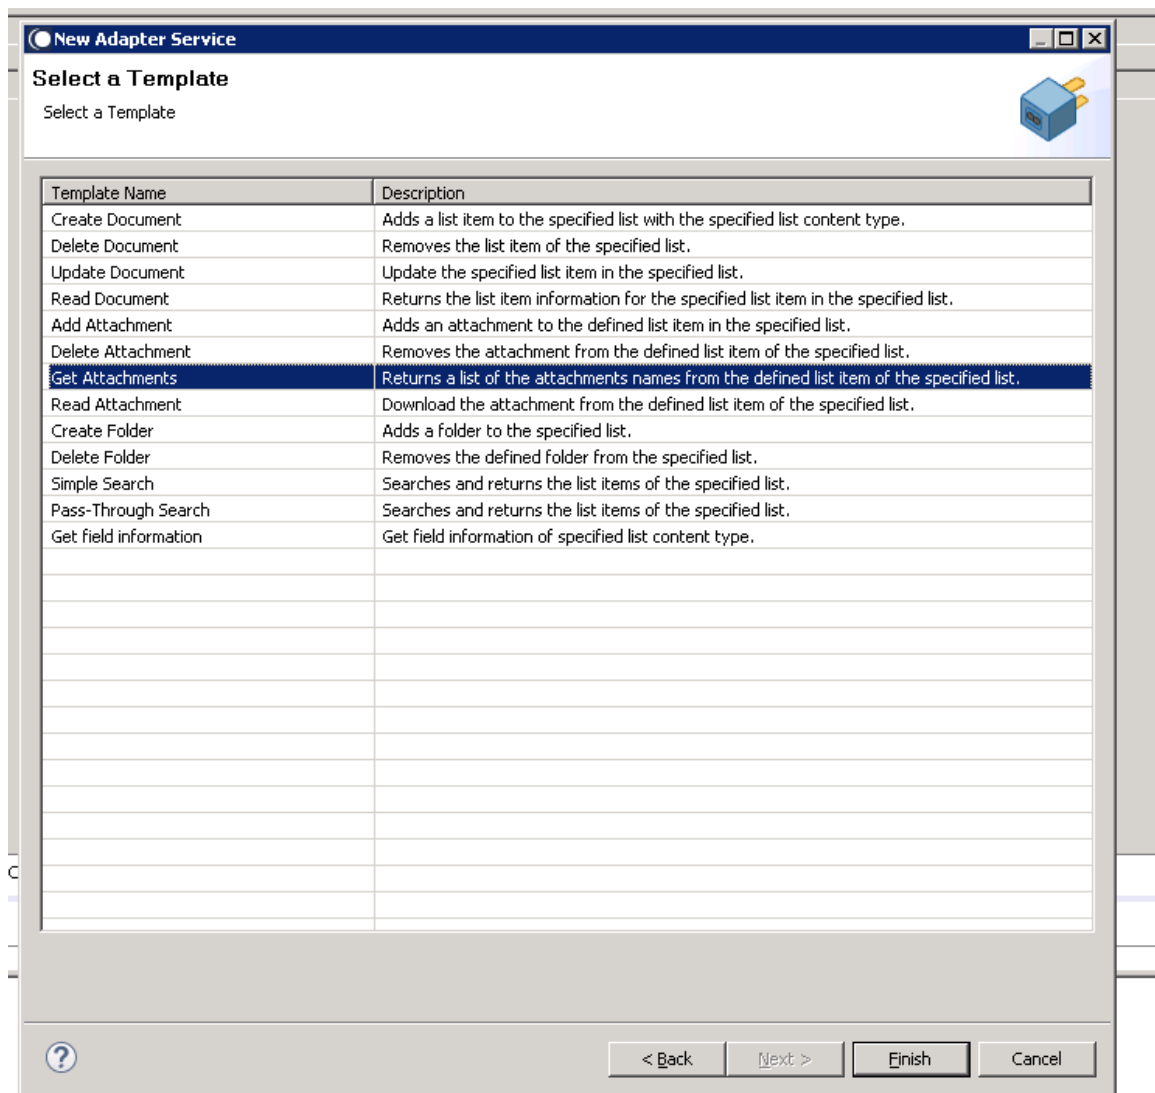 New Adapter Service
Select a Template
Select a Template
Template Name Description
Create Document Adds a list item to the specified list with the specified list content type.
Delete Document Removes the list item of the specified list.
Update Document Update the specified list item in the specified list.
Read Document Returns the list item information for the specified list item in the specified list.
Add Attachment Adds an attachment to the defined list item in the specified list.
Delete Attachment Removes the attachment from the defined list item of the specified list.
Get Attachments Returns a list of the attachments names from the defined list item of the specified list.
Read Attachment Download the attachment from the defined list item of the specified list.
Create Folder Adds a folder to the specified list.
Delete Folder Removes the defined folder from the specified list.
Simple Search Searches and returns the list items of the specified list.
Pass-Through Search Searches and returns the list items of the specified list.
Get field information Get field information of specified list content type.
? < Back Next > Finish Cancel